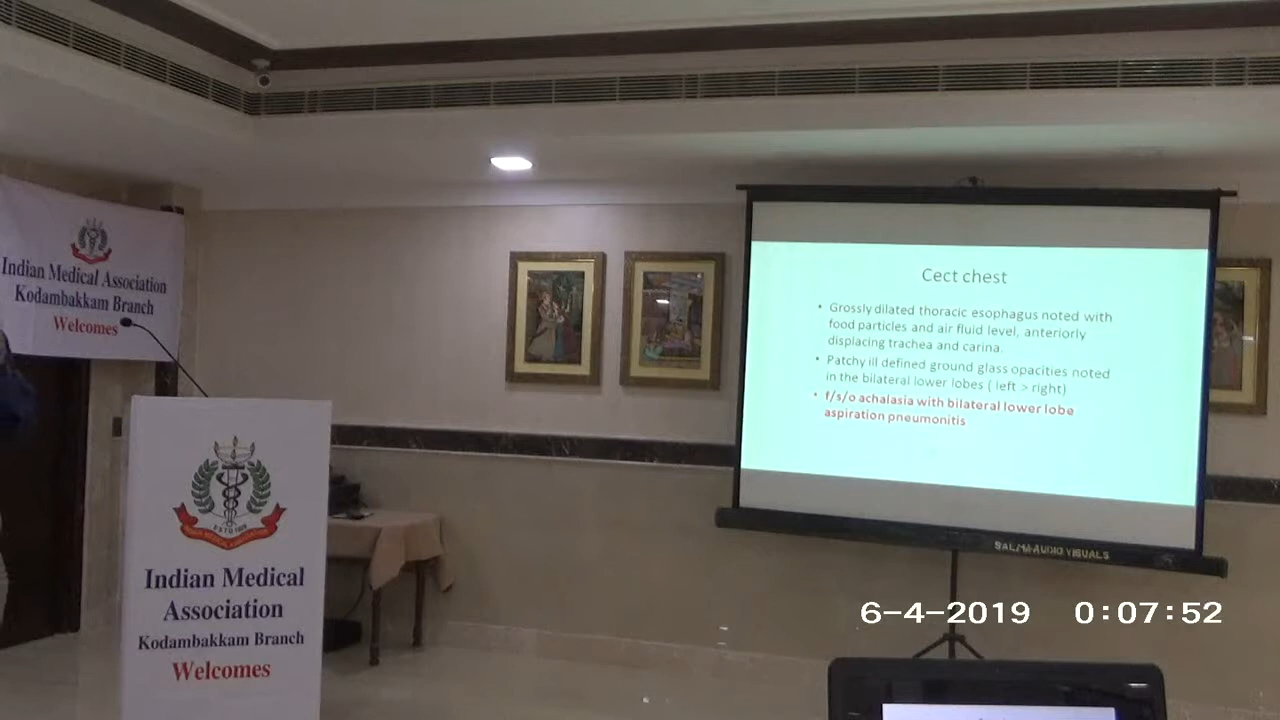 Indian Medical Association
Kodambakkam Branch
Welcomes
Indian Medical
Association
Kodambakkam Branch
Welcomes
Cect chest
• Grossly dilated thoracic esophagus noted with
food particles and air fluid level, anteriorly
displacing trachea and carina.
• Patchy ill defined ground glass opacities noted
in the bilateral lower lobes ( left > right)
• f/s/o achalasia with bilateral lower lobe
aspiration pneumonitis
AUDIO VISUALS
6-4-2019 0:07:52